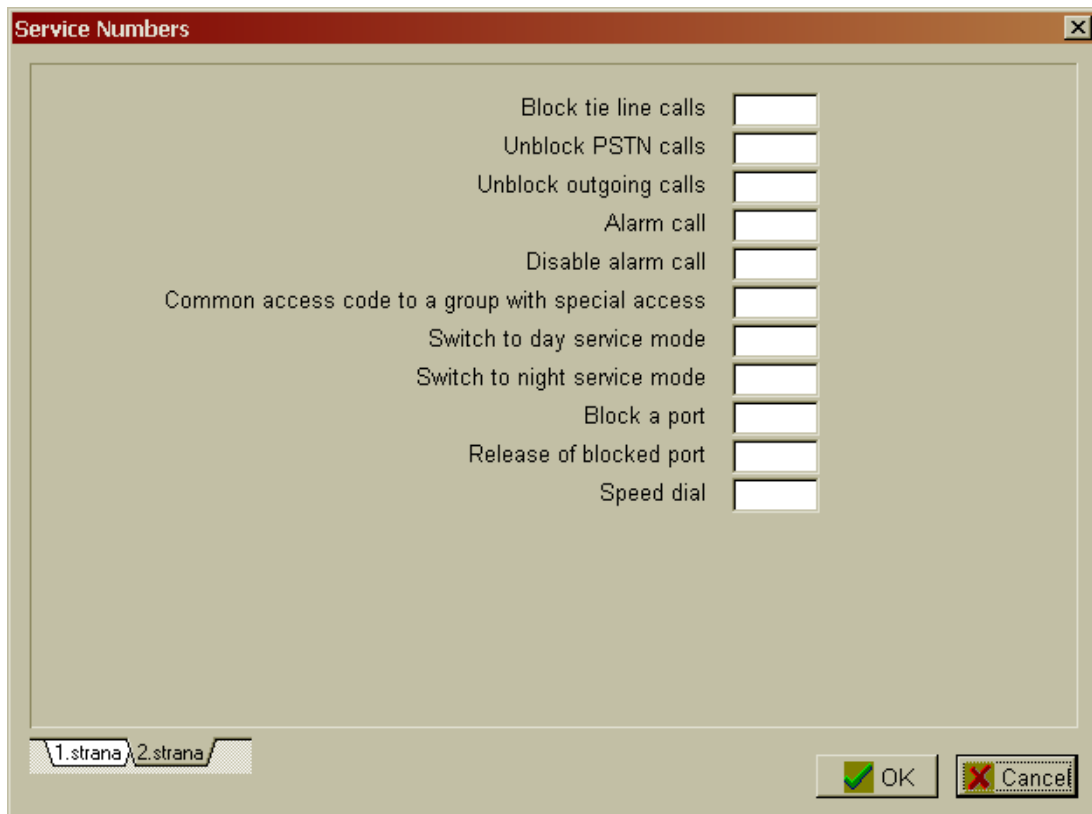 Service Numbers
Block tie line calls
Unblock PSTN calls
Unblock outgoing calls
Alarm call
Disable alarm call
Common access code to a group with special access
Switch to day service mode
Switch to night service mode
Block a port
Release of blocked port
Speed dial
1.strana 2.strana
OK Cancel